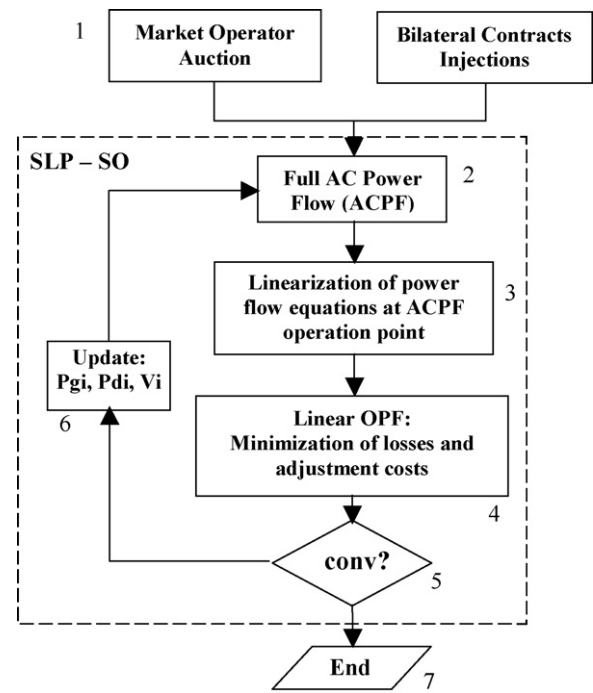 1
Market Operator
Auction
Bilateral Contracts
Injections
SLP – SO
Full AC Power
Flow (ACPF)
2
Linearization of power
flow equations at ACPF
operation point
3
Update:
Pgi, Pdi, Vi
6
Linear OPF:
Minimization of losses and
adjustment costs
4
conv?
5
End
7